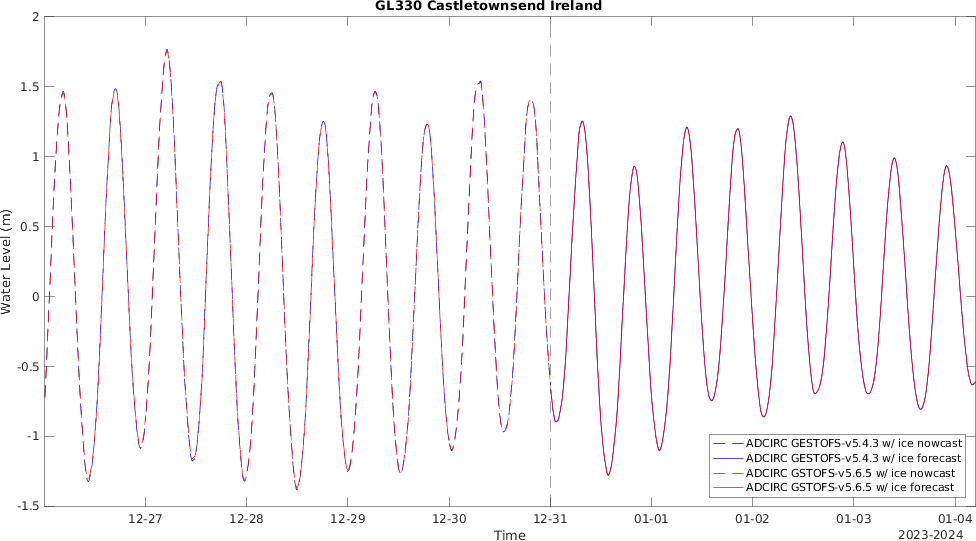 GL330 Castletownsend Ireland
2
1.5
1
0.5
0
-0.5
-1
-1.5
Water Level (m)
ADCIRC GESTOFS-v5.4.3 w/ ice nowcast
ADCIRC GESTOFS-v5.4.3 w/ ice forecast
ADCIRC GSTOFS-v5.6.5 w/ ice nowcast
ADCIRC GSTOFS-v5.6.5 w/ ice forecast
12-27 12-28 12-29 12-30 12-31 01-01 01-02 01-03 01-04
Time
2023-2024